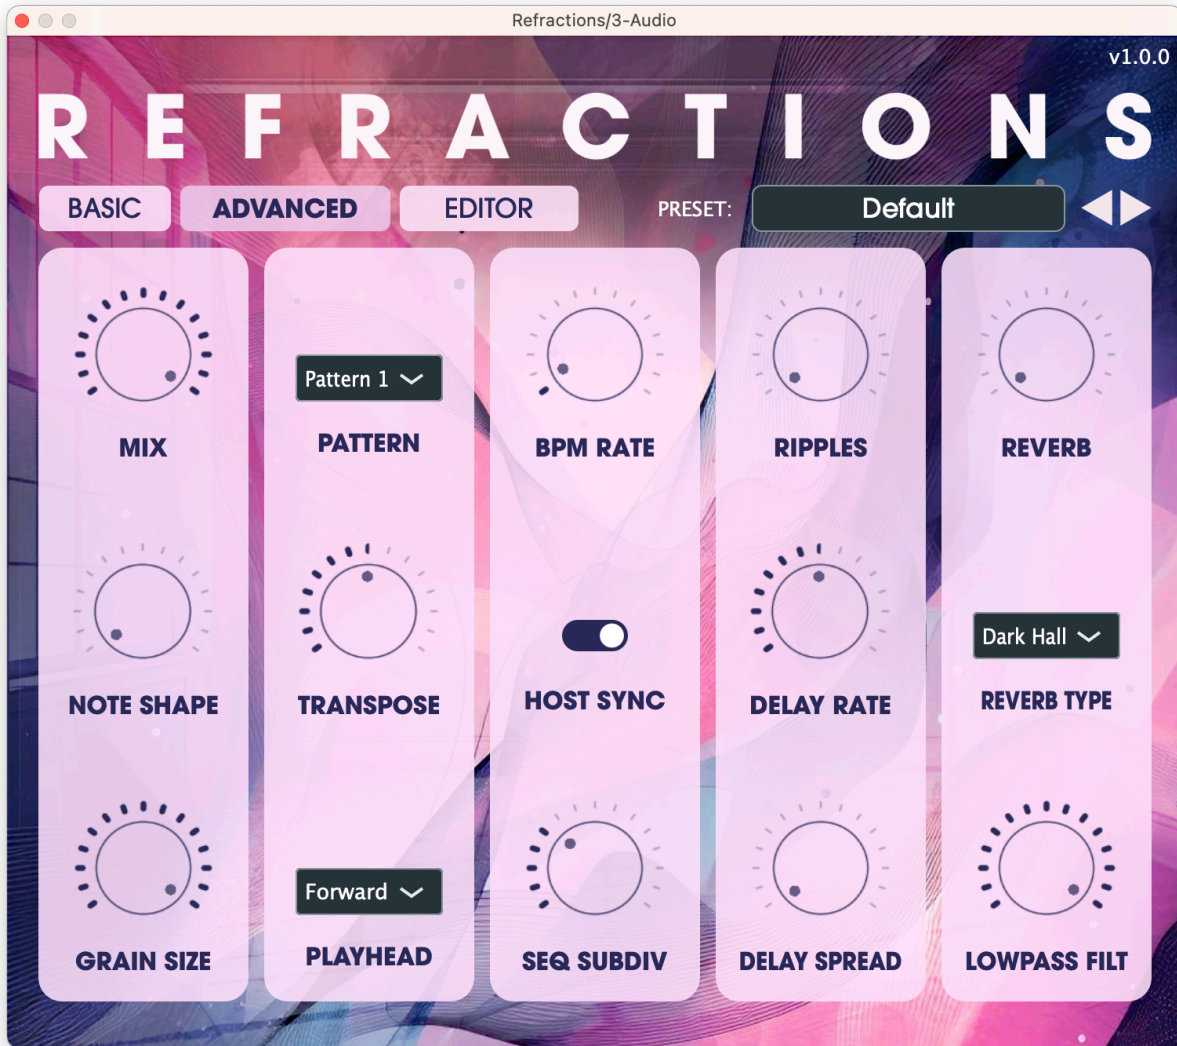 Refractions/3-Audio
v1.0.0
REFRACTIONS
BASIC ADVANCED EDITOR PRESET: Default
Pattern 1
MIX PATTERN BPM RATE RIPPLES REVERB
Dark Hall
NOTE SHAPE TRANSPOSE HOST SYNC DELAY RATE REVERB TYPE
Forward
GRAIN SIZE PLAYHEAD SEQ SUBDIV DELAY SPREAD LOWPASS FILT